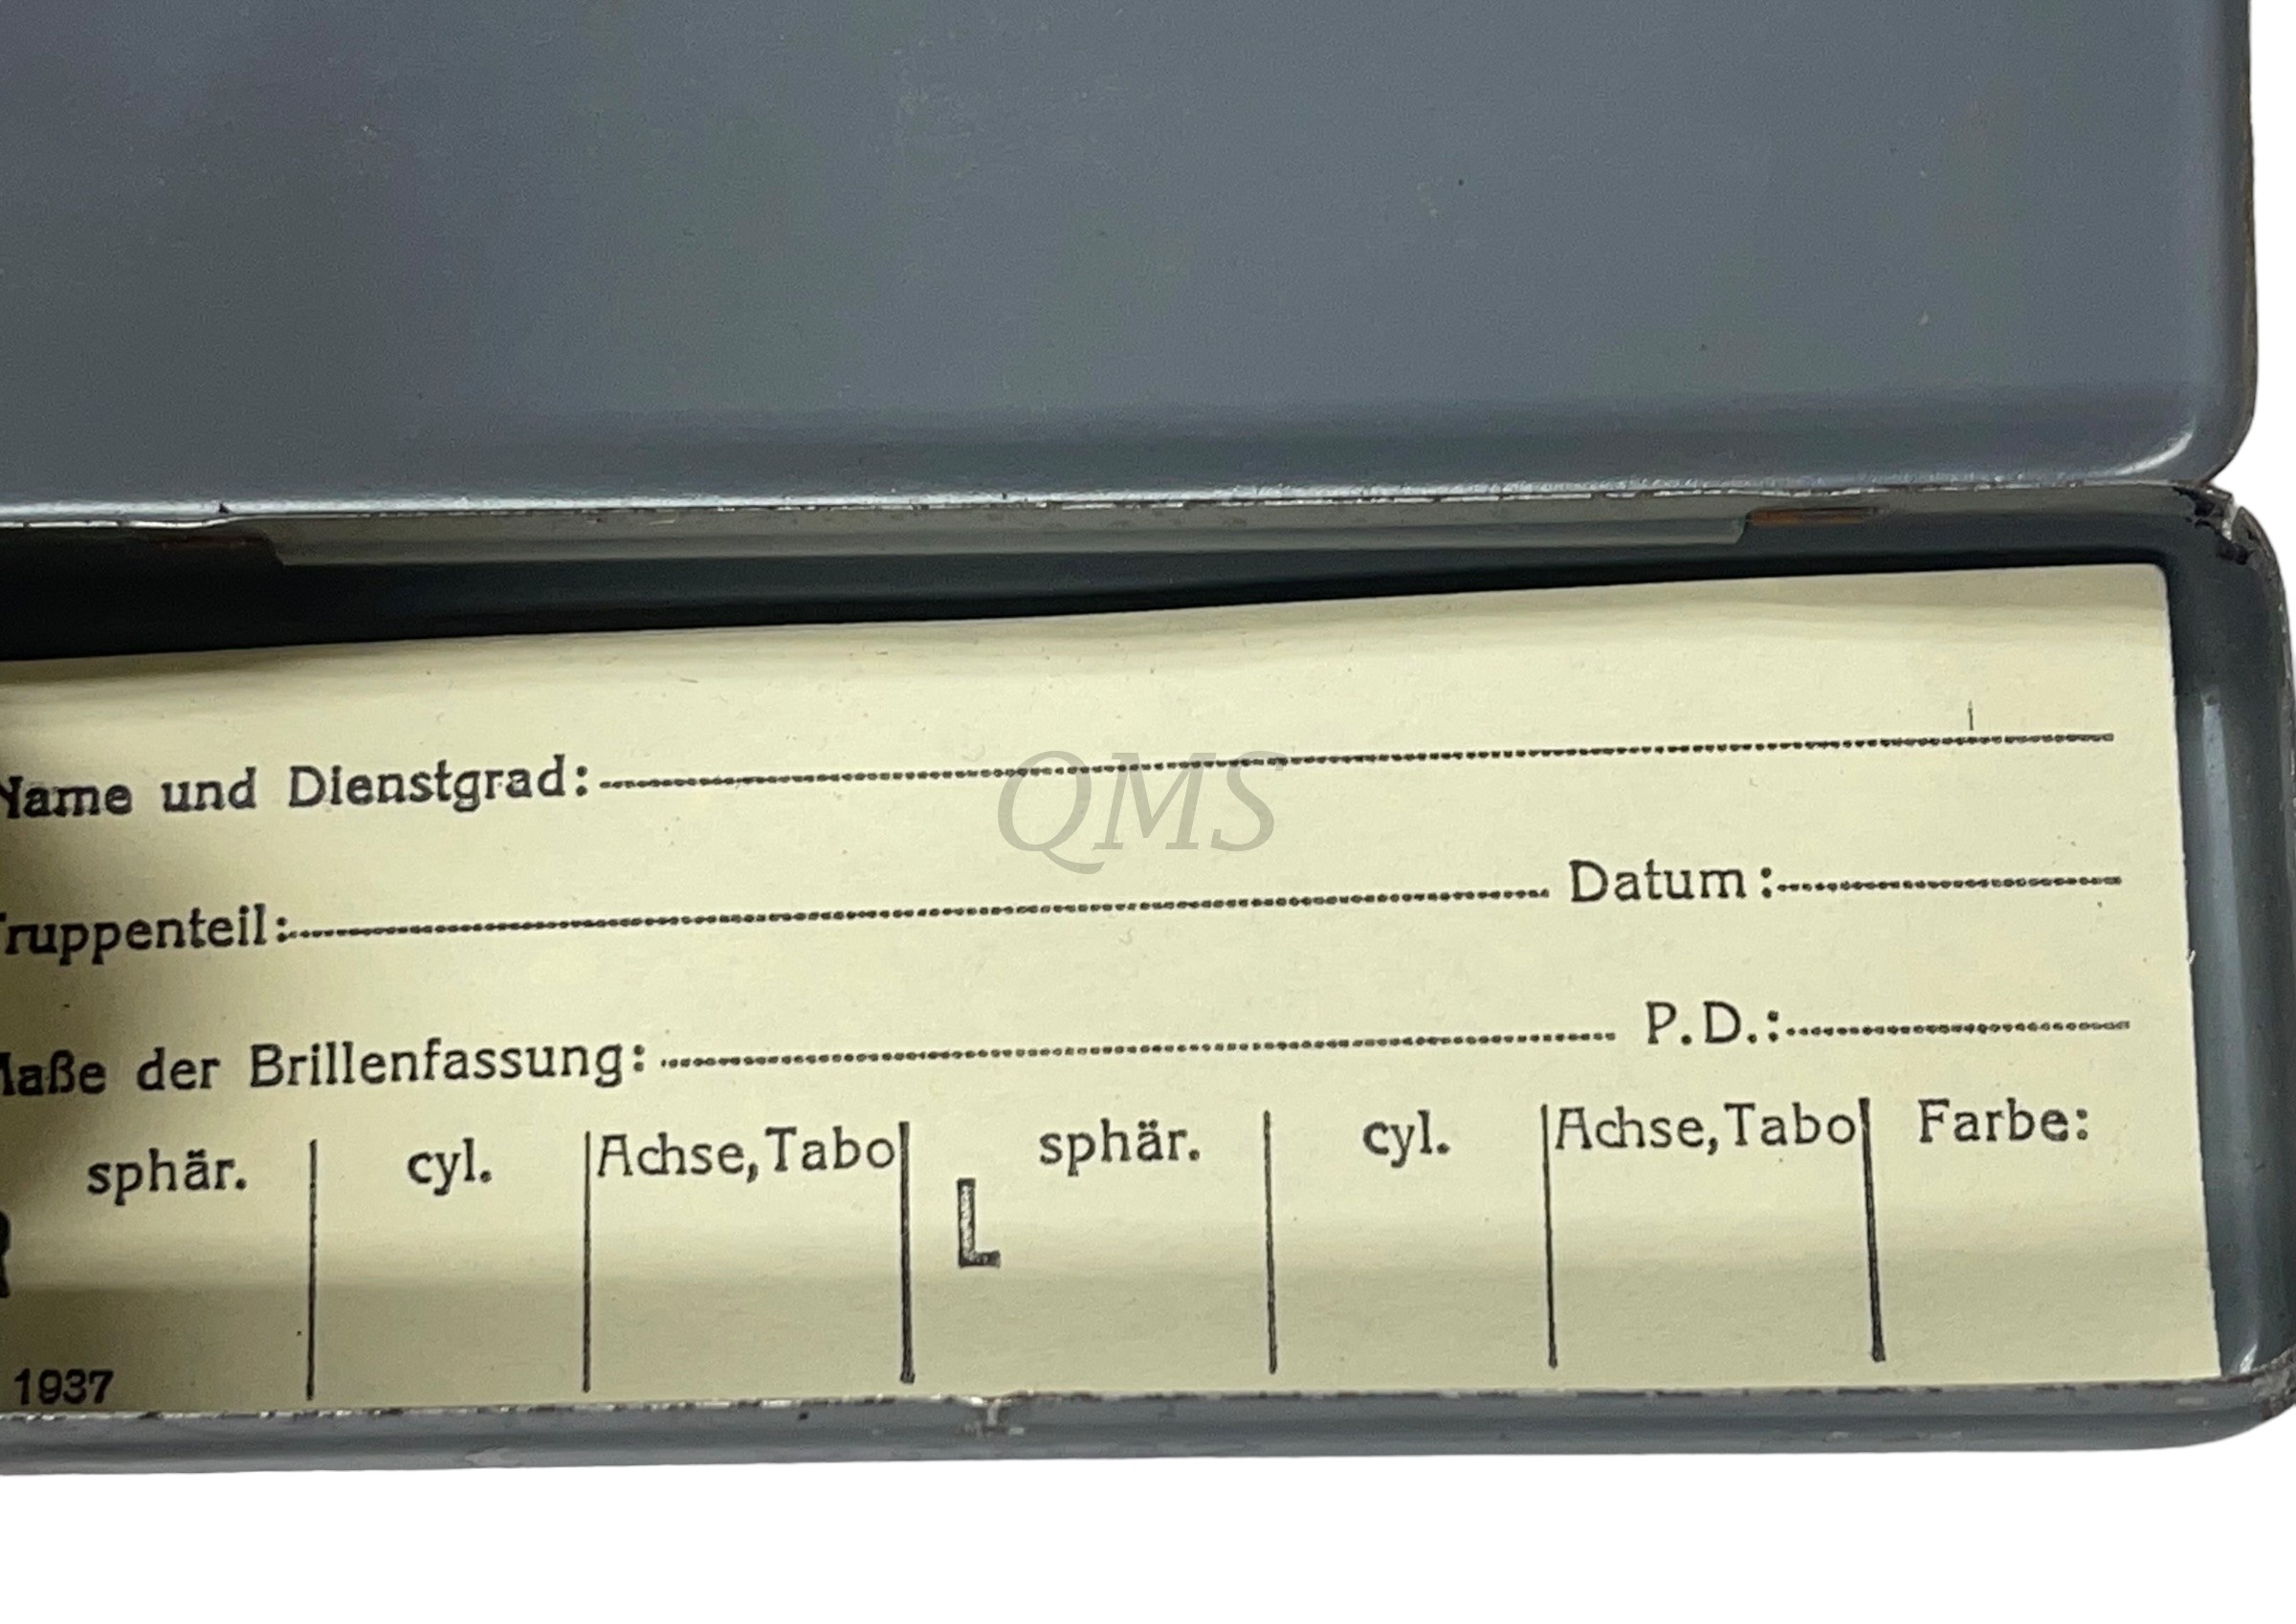 Name und Dienstgrad:
QMS
Truppenteil: Datum:
Maße der Brillenfassung: P.D.:
sphär. cyl. Achse, Tabo sphär. cyl. Achse, Tabo Farbe:
R L
1937